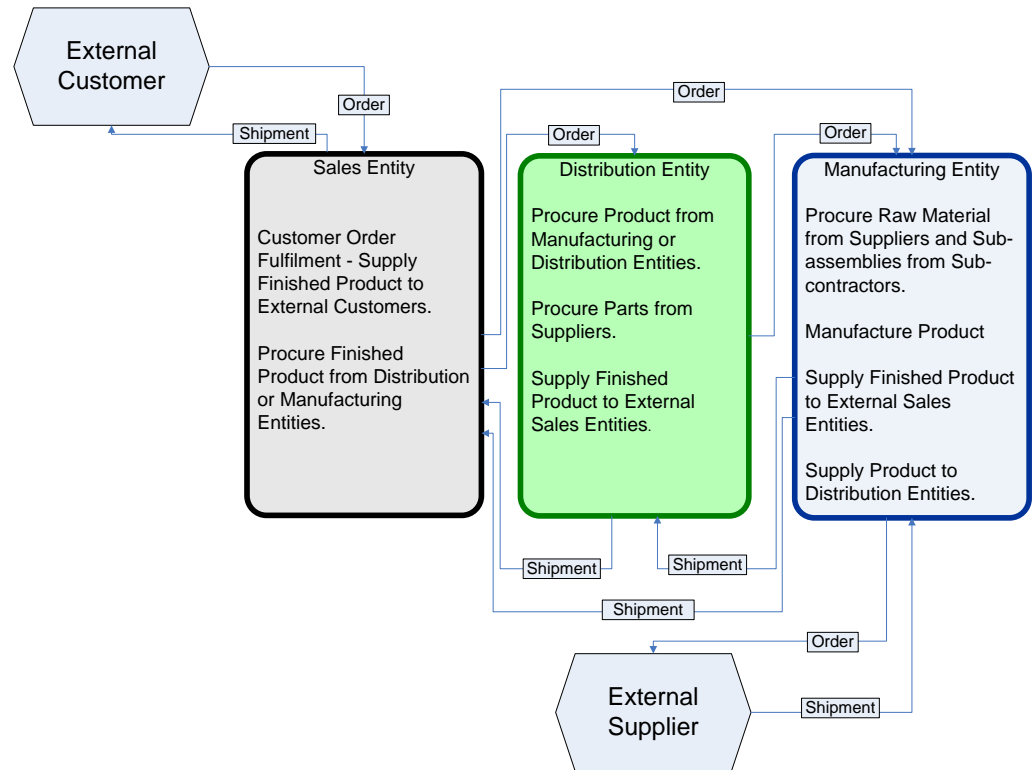 External
Customer
Order
Shipment
Order
Order
Order
Sales Entity
Customer Order
Fulfilment - Supply
Finished Product to
External Customers.
Procure Finished
Product from Distribution
or Manufacturing
Entities.
Distribution Entity
Procure Product from
Manufacturing or
Distribution Entities.
Procure Parts from
Suppliers.
Supply Finished
Product to External
Sales Entities.
Manufacturing Entity
Procure Raw Material
from Suppliers and Sub-
assemblies from Sub-
contractors.
Manufacture Product
Supply Finished Product
to External Sales
Entities.
Supply Product to
Distribution Entities.
Shipment
Shipment
Shipment
Order
External
Supplier
Shipment